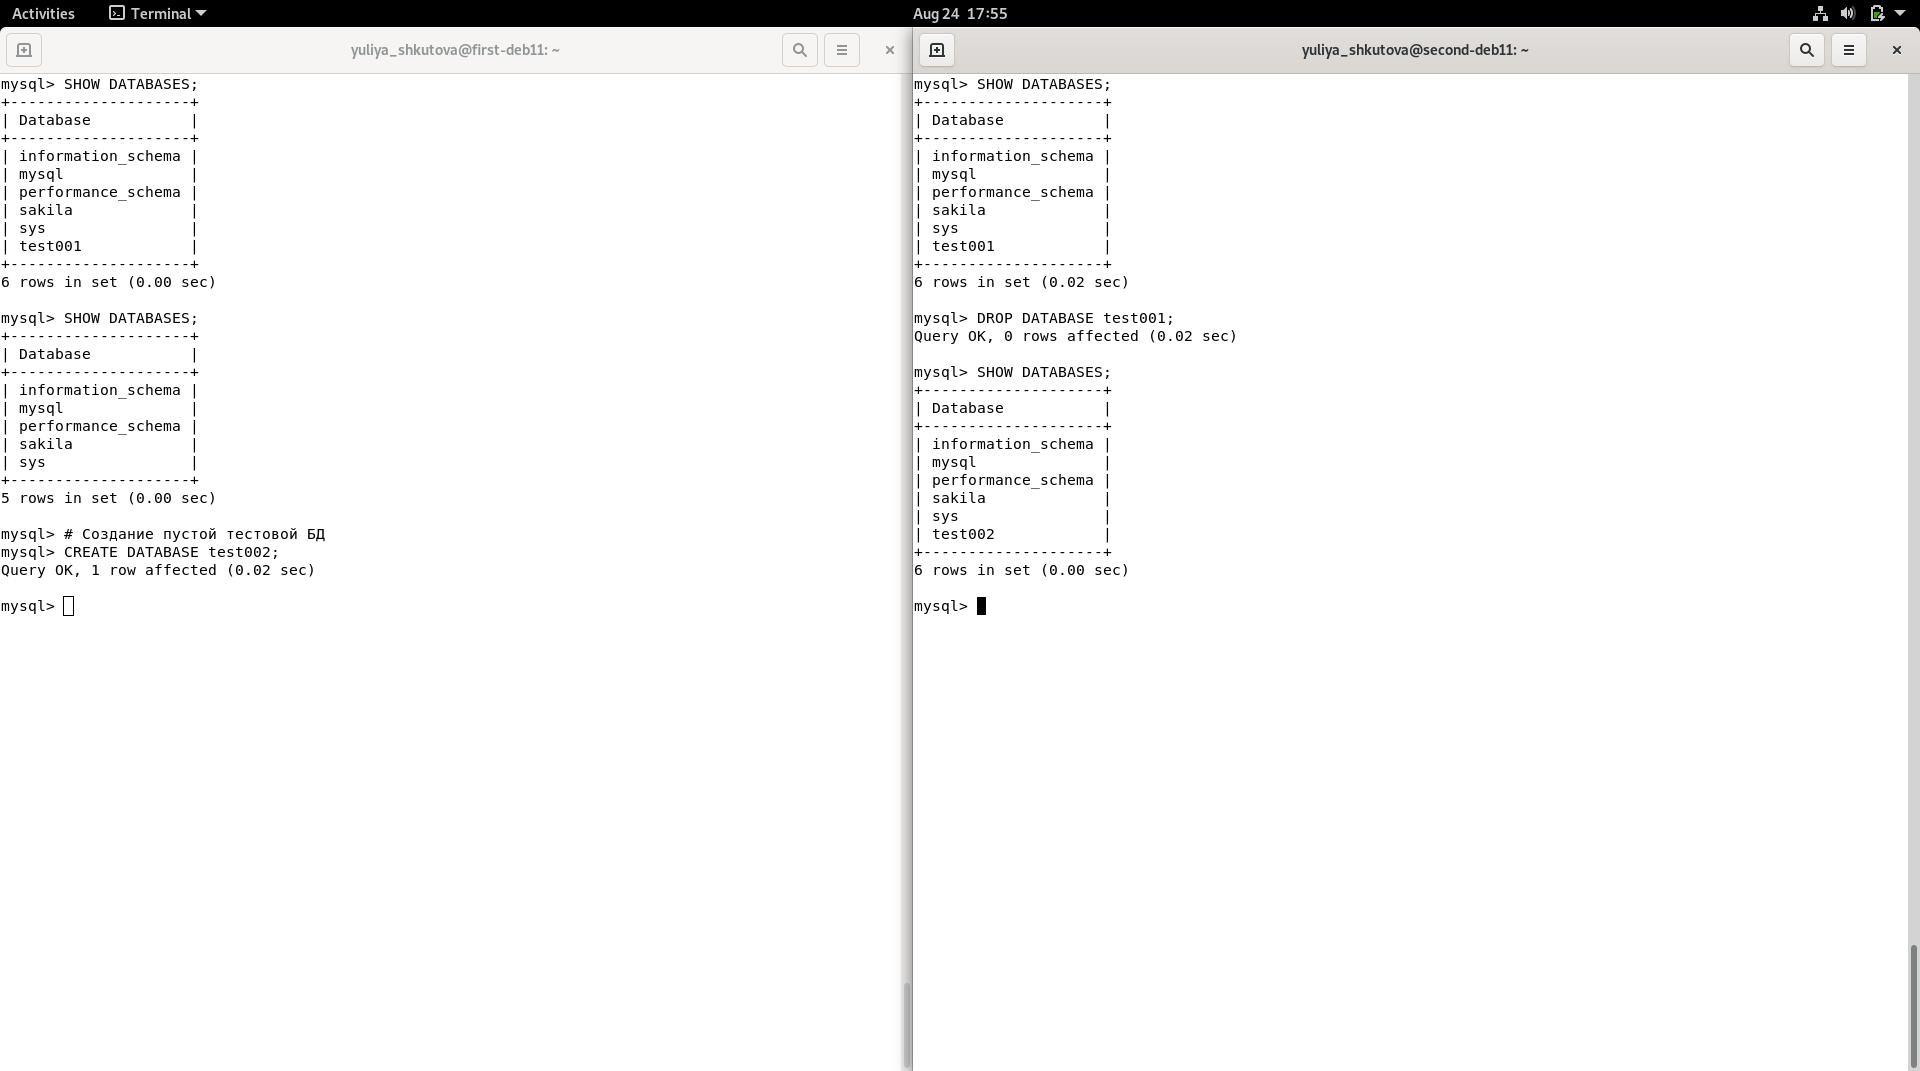 Activities
Terminal
Aug 24 17:55
yuliya_shkutova@first-deb11: ~
mysql> SHOW DATABASES;
+--------------------+
| Database           |
+--------------------+
| information_schema |
| mysql              |
| performance_schema |
| sakila             |
| sys                |
| test001            |
+--------------------+
6 rows in set (0.00 sec)
mysql> SHOW DATABASES;
+--------------------+
| Database           |
+--------------------+
| information_schema |
| mysql              |
| performance_schema |
| sakila             |
| sys                |
+--------------------+
5 rows in set (0.00 sec)
mysql> # Создание пустой тестовой БД
mysql> CREATE DATABASE test002;
Query OK, 1 row affected (0.02 sec)
mysql>
yuliya_shkutova@second-deb11: ~
mysql> SHOW DATABASES;
+--------------------+
| Database           |
+--------------------+
| information_schema |
| mysql              |
| performance_schema |
| sakila             |
| sys                |
| test001            |
+--------------------+
6 rows in set (0.02 sec)
mysql> DROP DATABASE test001;
Query OK, 0 rows affected (0.02 sec)
mysql> SHOW DATABASES;
+--------------------+
| Database           |
+--------------------+
| information_schema |
| mysql              |
| performance_schema |
| sakila             |
| sys                |
| test002            |
+--------------------+
6 rows in set (0.00 sec)
mysql>